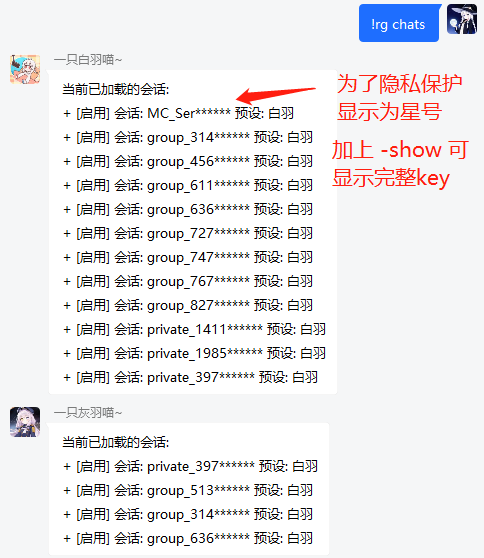 !rg chats
一只白羽喵~
当前已加载的会话:
+ [启用] 会话: MC_Ser****** 预设: 白羽
+ [启用] 会话: group_314****** 预设: 白羽
+ [启用] 会话: group_456****** 预设: 白羽
+ [启用] 会话: group_611****** 预设: 白羽
+ [启用] 会话: group_636****** 预设: 白羽
+ [启用] 会话: group_727****** 预设: 白羽
+ [启用] 会话: group_747****** 预设: 白羽
+ [启用] 会话: group_767****** 预设: 白羽
+ [启用] 会话: group_827****** 预设: 白羽
+ [启用] 会话: private_1411****** 预设: 白羽
+ [启用] 会话: private_1985****** 预设: 白羽
+ [启用] 会话: private_397****** 预设: 白羽
为了隐私保护
显示为星号
加上 -show 可
显示完整key
一只灰羽喵~
当前已加载的会话:
+ [启用] 会话: private_397****** 预设: 白羽
+ [启用] 会话: group_513****** 预设: 白羽
+ [启用] 会话: group_314****** 预设: 白羽
+ [启用] 会话: group_636****** 预设: 白羽